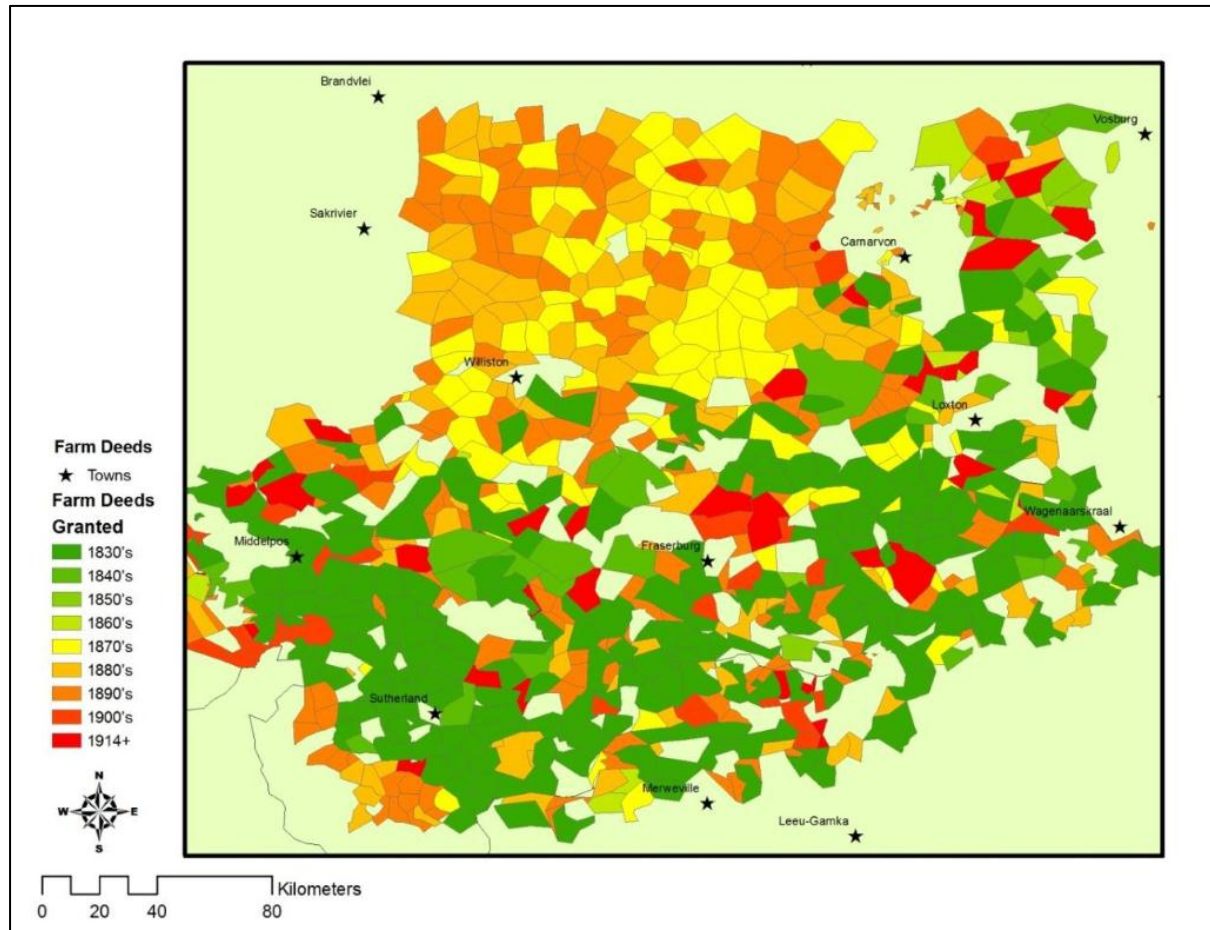 Brandvlei
Vosburg
Sakrivier
Carnarvon
Williston
Loxton
Farm Deeds
Towns
Farm Deeds
Granted
1830's
1840's
1850's
1860's
1870's
1880's
1890's
1900's
1914+
Wagenaarskraal
Middelpos
Fraserburg
Sutherland
Merweville
Leeu-Gamka
N
W E
S
Kilometers
0 20 40 80